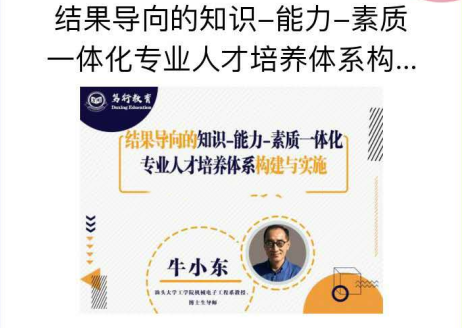 结果导向的知识–能力–素质
一体化专业人才培养体系构...
笃行教育
Duxing Education
结果导向的知识–能力–素质一体化
专业人才培养体系构建与实施
牛小东
汕头大学工学院机械电子工程系教授、
博士生导师